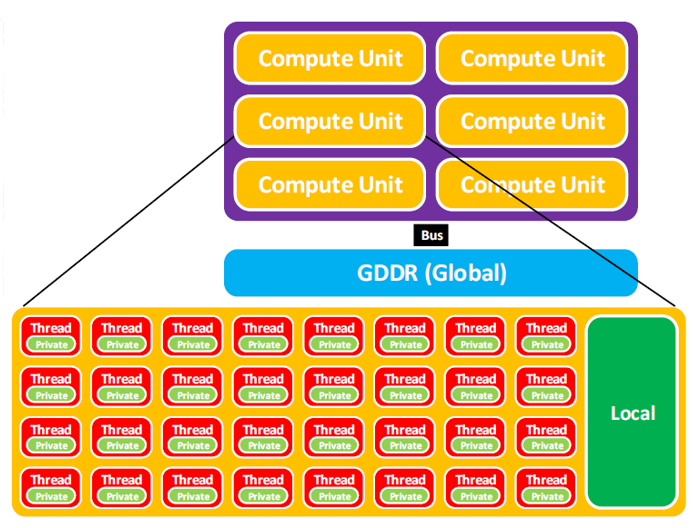 Compute Unit Compute Unit
Compute Unit Compute Unit
Compute Unit Compute Unit
Bus
GDDR (Global)
Thread Thread Thread Thread Thread Thread Thread Thread
Private Private Private Private Private Private Private Private
Thread Thread Thread Thread Thread Thread Thread Thread
Private Private Private Private Private Private Private Private
Local
Thread Thread Thread Thread Thread Thread Thread Thread
Private Private Private Private Private Private Private Private
Thread Thread Thread Thread Thread Thread Thread Thread
Private Private Private Private Private Private Private Private